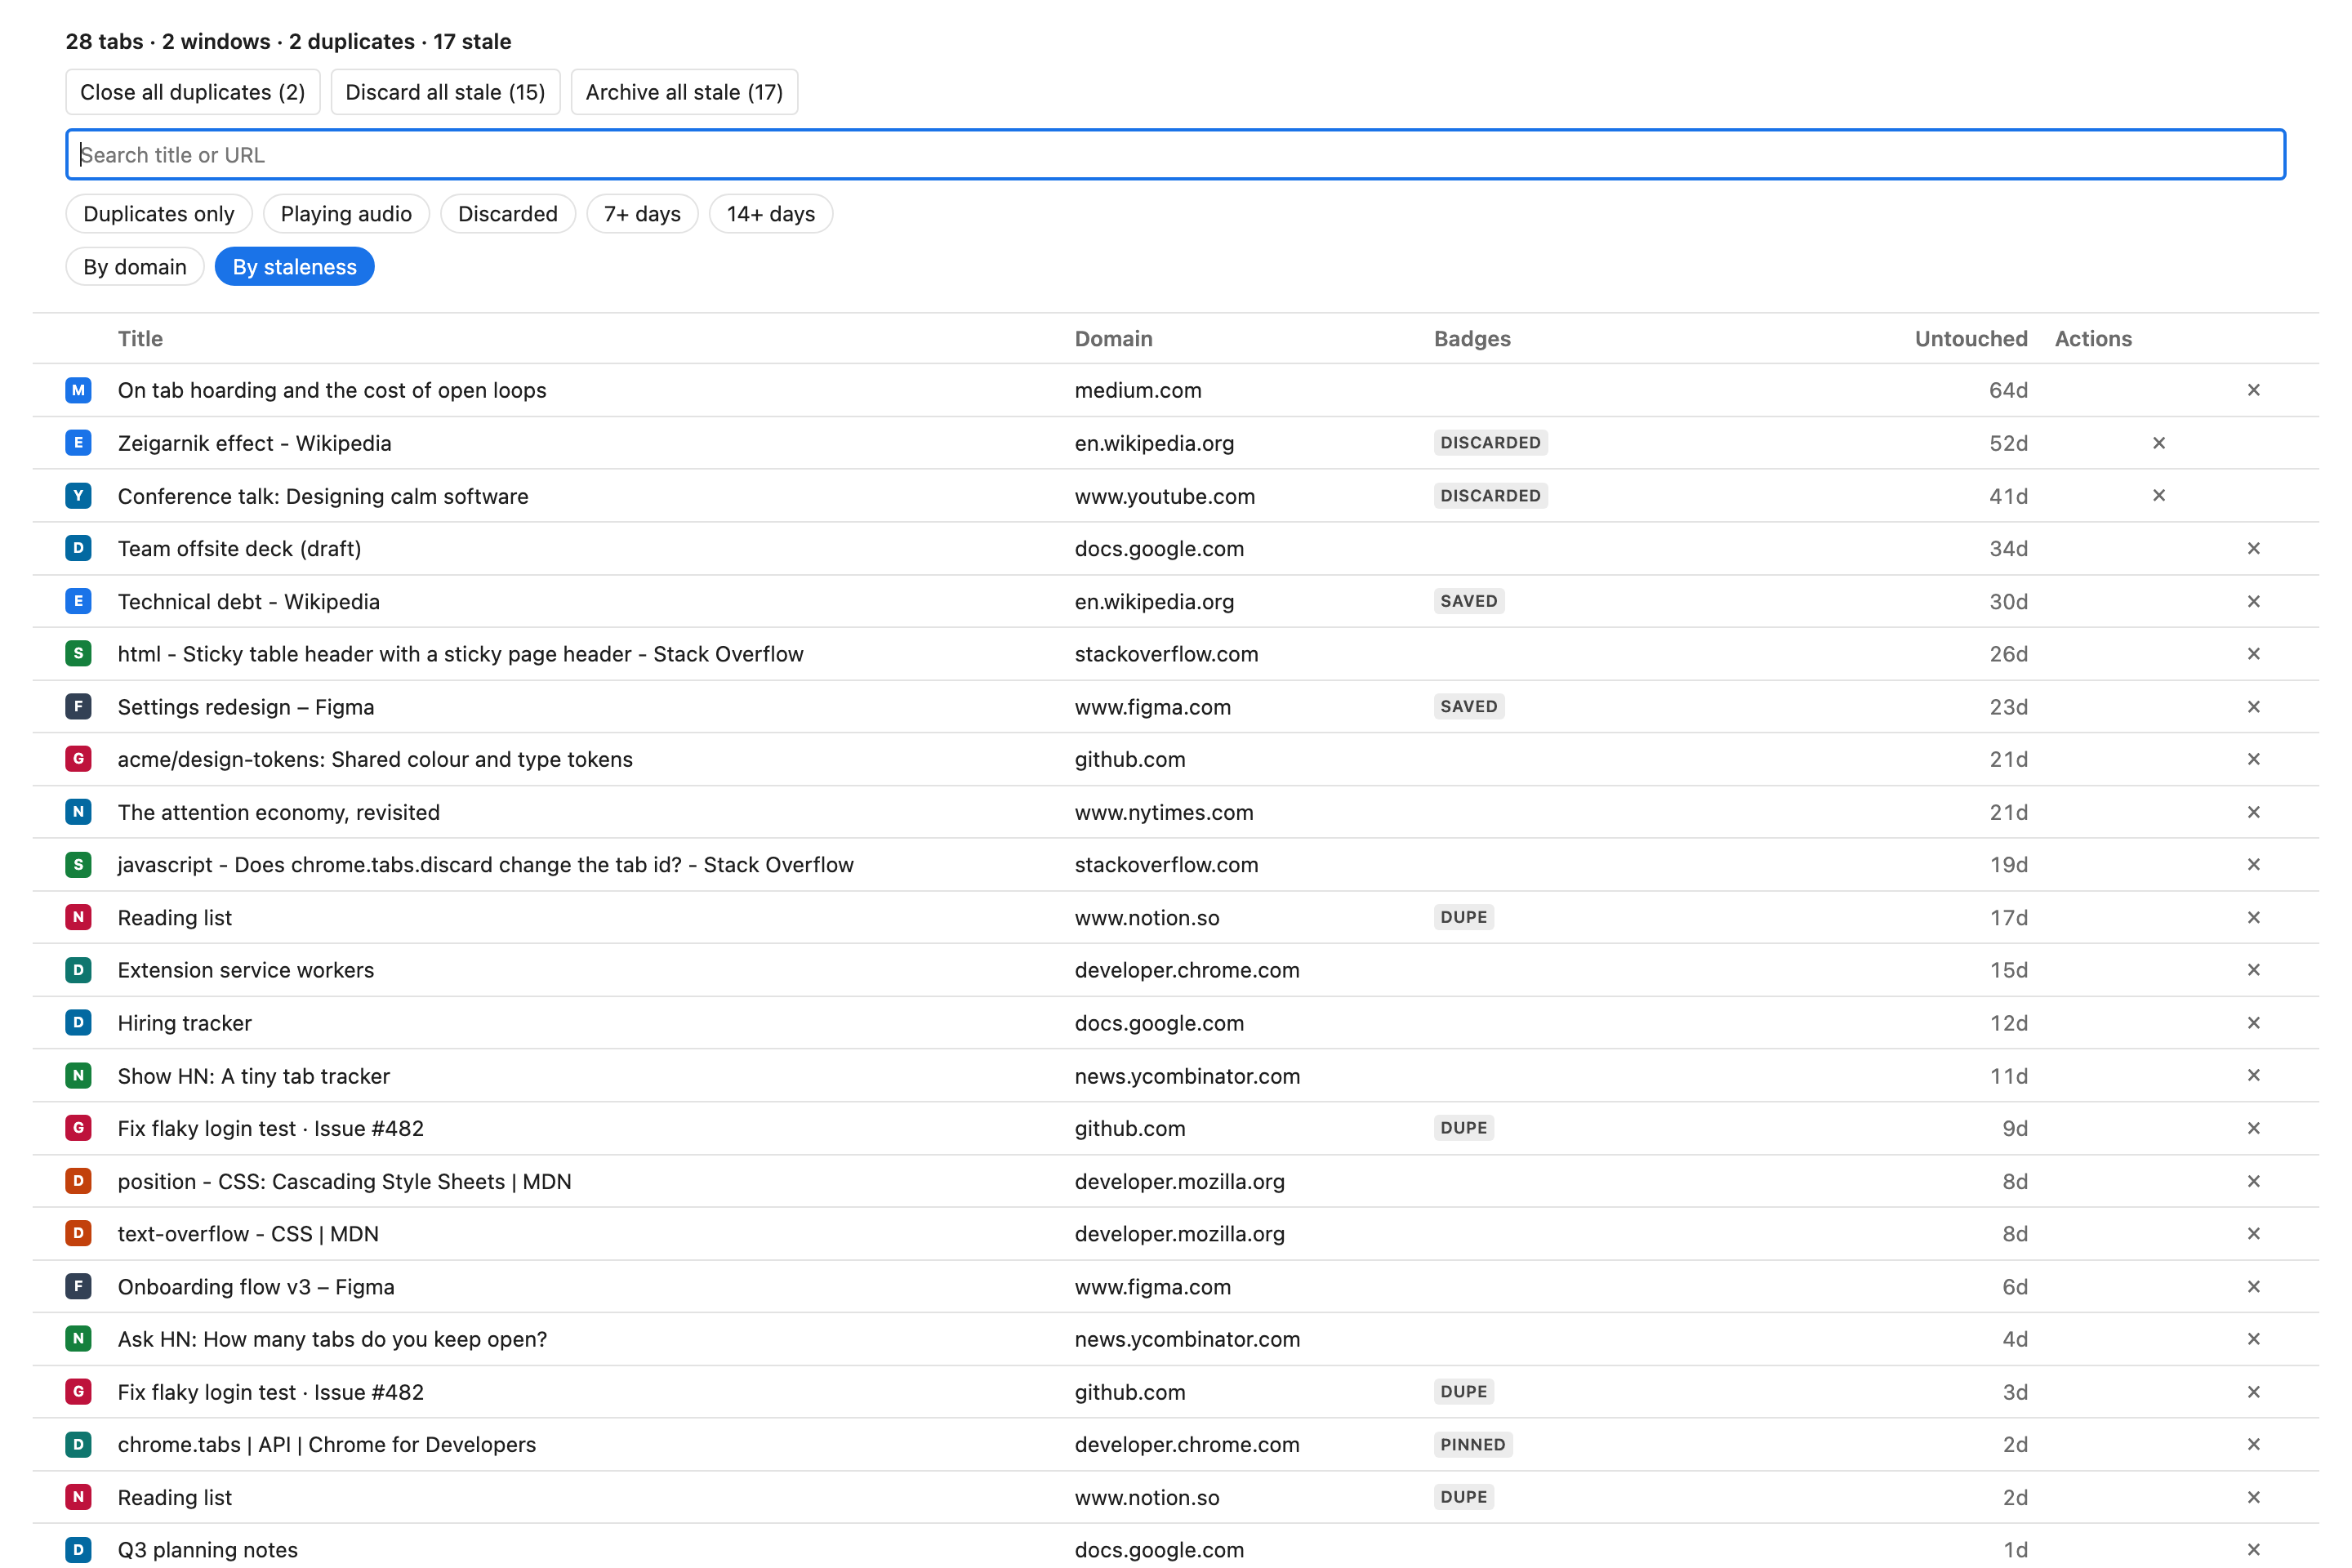 28 tabs · 2 windows · 2 duplicates · 17 stale
Close all duplicates (2) Discard all stale (15) Archive all stale (17)
Search title or URL
Duplicates only Playing audio Discarded 7+ days 14+ days
By domain By staleness
Title Domain Badges Untouched Actions
M On tab hoarding and the cost of open loops medium.com 64d ×
E Zeigarnik effect - Wikipedia en.wikipedia.org DISCARDED 52d ×
Y Conference talk: Designing calm software www.youtube.com DISCARDED 41d ×
D Team offsite deck (draft) docs.google.com 34d ×
E Technical debt - Wikipedia en.wikipedia.org SAVED 30d ×
S html - Sticky table header with a sticky page header - Stack Overflow stackoverflow.com 26d ×
F Settings redesign – Figma www.figma.com SAVED 23d ×
G acme/design-tokens: Shared colour and type tokens github.com 21d ×
N The attention economy, revisited www.nytimes.com 21d ×
S javascript - Does chrome.tabs.discard change the tab id? - Stack Overflow stackoverflow.com 19d ×
N Reading list www.notion.so DUPE 17d ×
D Extension service workers developer.chrome.com 15d ×
D Hiring tracker docs.google.com 12d ×
N Show HN: A tiny tab tracker news.ycombinator.com 11d ×
G Fix flaky login test · Issue #482 github.com DUPE 9d ×
D position - CSS: Cascading Style Sheets | MDN developer.mozilla.org 8d ×
D text-overflow - CSS | MDN developer.mozilla.org 8d ×
F Onboarding flow v3 – Figma www.figma.com 6d ×
N Ask HN: How many tabs do you keep open? news.ycombinator.com 4d ×
G Fix flaky login test · Issue #482 github.com DUPE 3d ×
D chrome.tabs | API | Chrome for Developers developer.chrome.com PINNED 2d ×
N Reading list www.notion.so DUPE 2d ×
D Q3 planning notes docs.google.com 1d ×